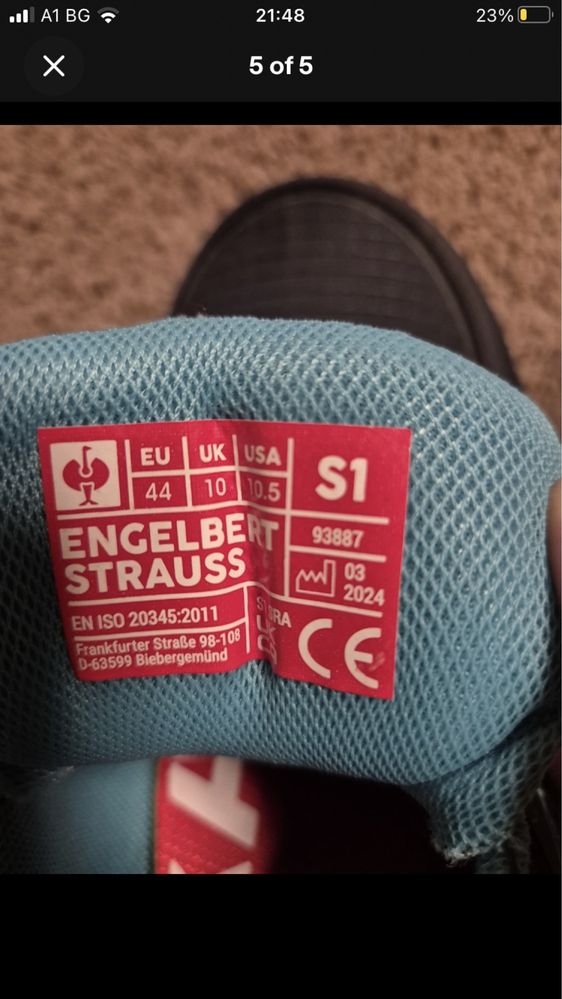 A1 BG 21:48 23%
5 of 5
EU UK USA
44 10 10.5
S1
ENGELBERT
STRAUSS
93887
03
2024
EN ISO 20345:2011
Frankfurter Straße 98-108
D-63599 Biebergemünd
CE